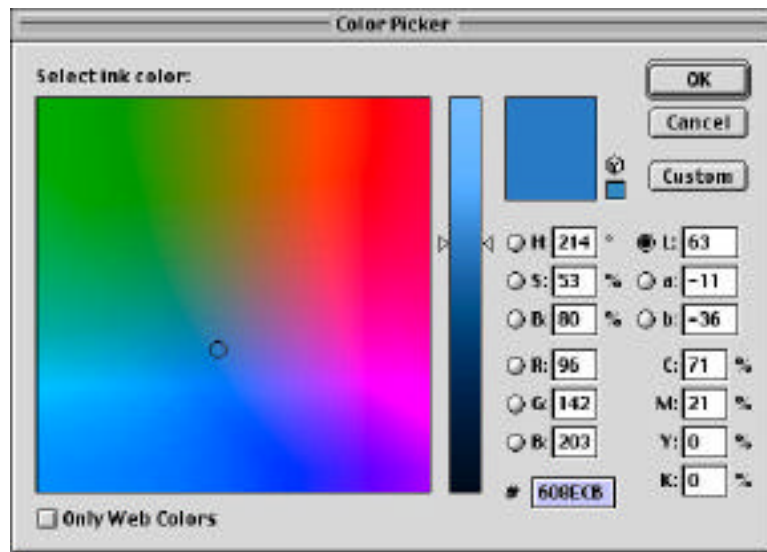 Color Picker
Select ink color:
OK
Cancel
Custom
H: 214 °
L: 63
S: 53 %
a: -11
B: 80 %
b: -36
R: 96
C: 71 %
G: 142
M: 21 %
B: 203
Y: 0 %
# 608ECB
K: 0 %
Only Web Colors